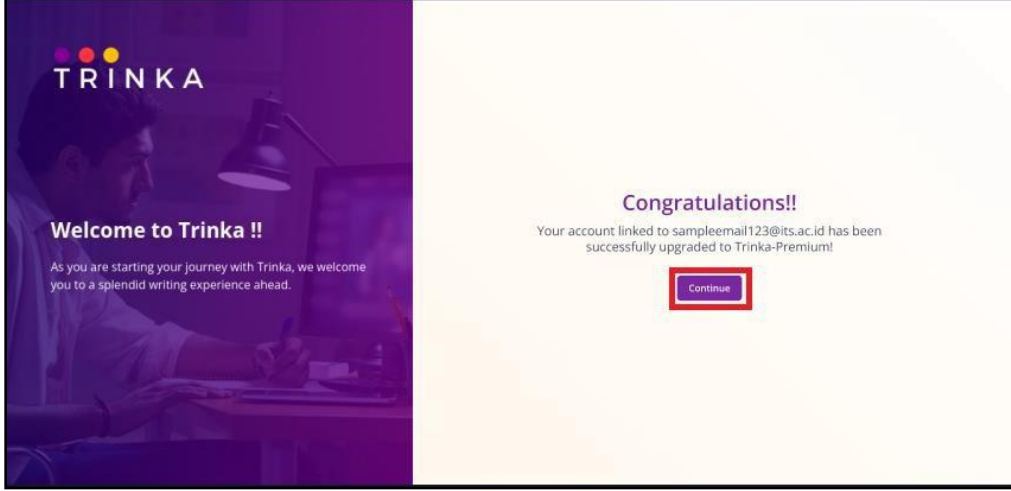 TRINKA
Welcome to Trinka !!
As you are starting your journey with Trinka, we welcome
you to a splendid writing experience ahead.
Congratulations!!
Your account linked to sampleemail123@its.ac.id has been
successfully upgraded to Trinka-Premium!
Continue